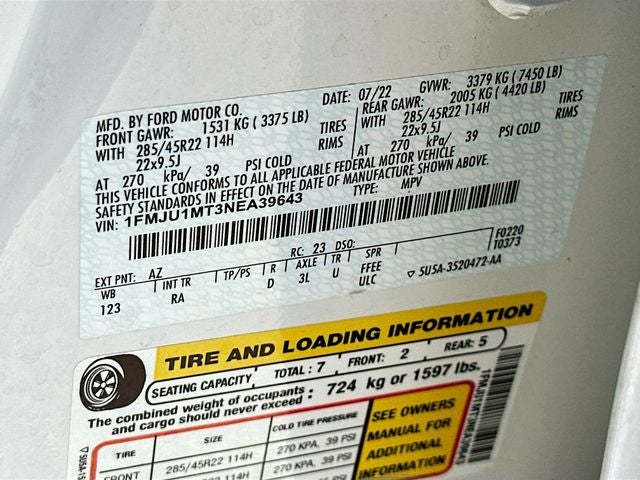 MFD. BY FORD MOTOR CO.
DATE: 07/22 GVWR: 3379 KG ( 7450 LB)
FRONT GAWR: 1531 KG ( 3375 LB) REAR GAWR: 2005 KG ( 4420 LB)
WITH 285/45R22 114H TIRES 285/45R22 114H TIRES
22x9.5J RIMS 22x9.5J RIMS
AT 270 kPa/ 39 PSI COLD AT 270 kPa/ 39 PSI COLD
THIS VEHICLE CONFORMS TO ALL APPLICABLE FEDERAL MOTOR VEHICLE
SAFETY STANDARDS IN EFFECT ON THE DATE OF MANUFACTURE SHOWN ABOVE.
VIN: 1FMJU1MT3NEA39643 TYPE: MPV
F0220
T0373
EXT PNT: AZ RC: 23 DSO:
WB INT TR TP/PS R AXLE TR SPR
123 RA D 3L U FFEE
ULC
5U5A-3520472-AA
TIRE AND LOADING INFORMATION
SEATING CAPACITY TOTAL : 7 FRONT: 2 REAR: 5
The combined weight of occupants
and cargo should never exceed : 724 kg or 1597 lbs.
TIRE SIZE COLD TIRE PRESSURE
FRONT 285/45R22 114H 270 KPA, 39 PSI
285/45R22 114H 270 KPA, 39 PSI
SEE OWNERS
MANUAL FOR
ADDITIONAL
INFORMATION